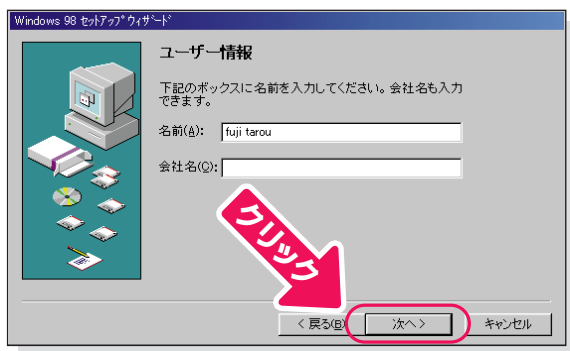 Windows 98 ｾｯﾄｱｯﾌﾟ ｳｨｻﾞｰﾄﾞ
ユーザー情報
下記のボックスに名前を入力してください。会社名も入力
できます。
名前(A): fuji tarou
会社名(C):
クリック
< 戻る(B) 次へ > キャンセル